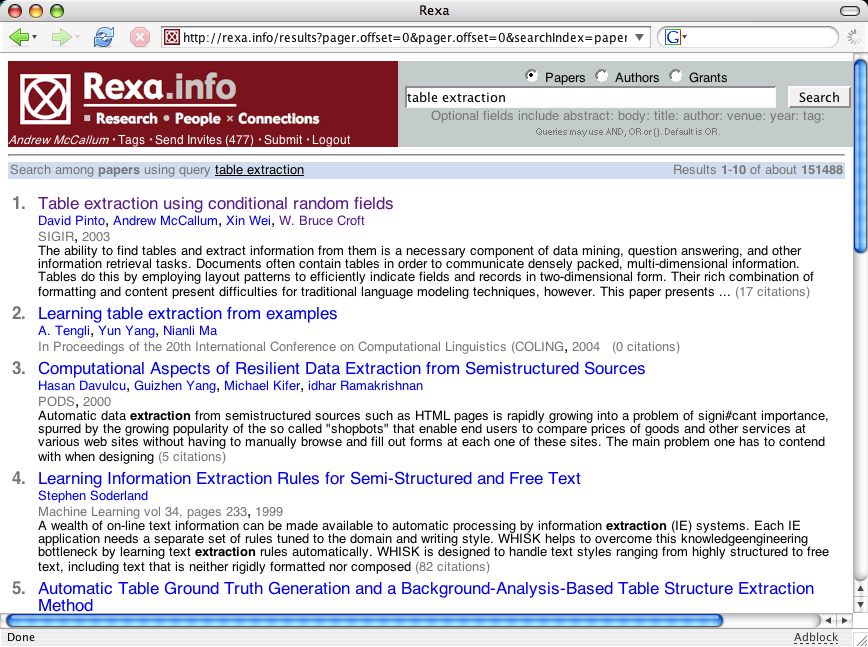 Rexa
http://rexa.info/results?pager.offset=0&pager.offset=0&searchIndex=paper
G
Rexa.info
Research • People × Connections
Andrew McCallum • Tags • Send Invites (477) • Submit • Logout
Papers Authors Grants
table extraction
Search
Optional fields include abstract: body: title: author: venue: year: tag:
Queries may use AND, OR or (). Default is OR.
Search among papers using query table extraction
Results 1-10 of about 151488
1. Table extraction using conditional random fields
David Pinto, Andrew McCallum, Xin Wei, W. Bruce Croft
SIGIR, 2003
The ability to find tables and extract information from them is a necessary component of data mining, question answering, and other
information retrieval tasks. Documents often contain tables in order to communicate densely packed, multi-dimensional information.
Tables do this by employing layout patterns to efficiently indicate fields and records in two-dimensional form. Their rich combination of
formatting and content present difficulties for traditional language modeling techniques, however. This paper presents ... (17 citations)
2. Learning table extraction from examples
A. Tengli, Yun Yang, Nianli Ma
In Proceedings of the 20th International Conference on Computational Linguistics (COLING, 2004 (0 citations)
3. Computational Aspects of Resilient Data Extraction from Semistructured Sources
Hasan Davulcu, Guizhen Yang, Michael Kifer, idhar Ramakrishnan
PODS, 2000
Automatic data extraction from semistructured sources such as HTML pages is rapidly growing into a problem of signi#cant importance,
spurred by the growing popularity of the so called "shopbots" that enable end users to compare prices of goods and other services at
various web sites without having to manually browse and fill out forms at each one of these sites. The main problem one has to contend
with when designing (5 citations)
4. Learning Information Extraction Rules for Semi-Structured and Free Text
Stephen Soderland
Machine Learning vol 34, pages 233, 1999
A wealth of on-line text information can be made available to automatic processing by information extraction (IE) systems. Each IE
application needs a separate set of rules tuned to the domain and writing style. WHISK helps to overcome this knowledgeengineering
bottleneck by learning text extraction rules automatically. WHISK is designed to handle text styles ranging from highly structured to free
text, including text that is neither rigidly formatted nor composed (82 citations)
5. Automatic Table Ground Truth Generation and a Background-Analysis-Based Table Structure Extraction
Method
Done
Adblock